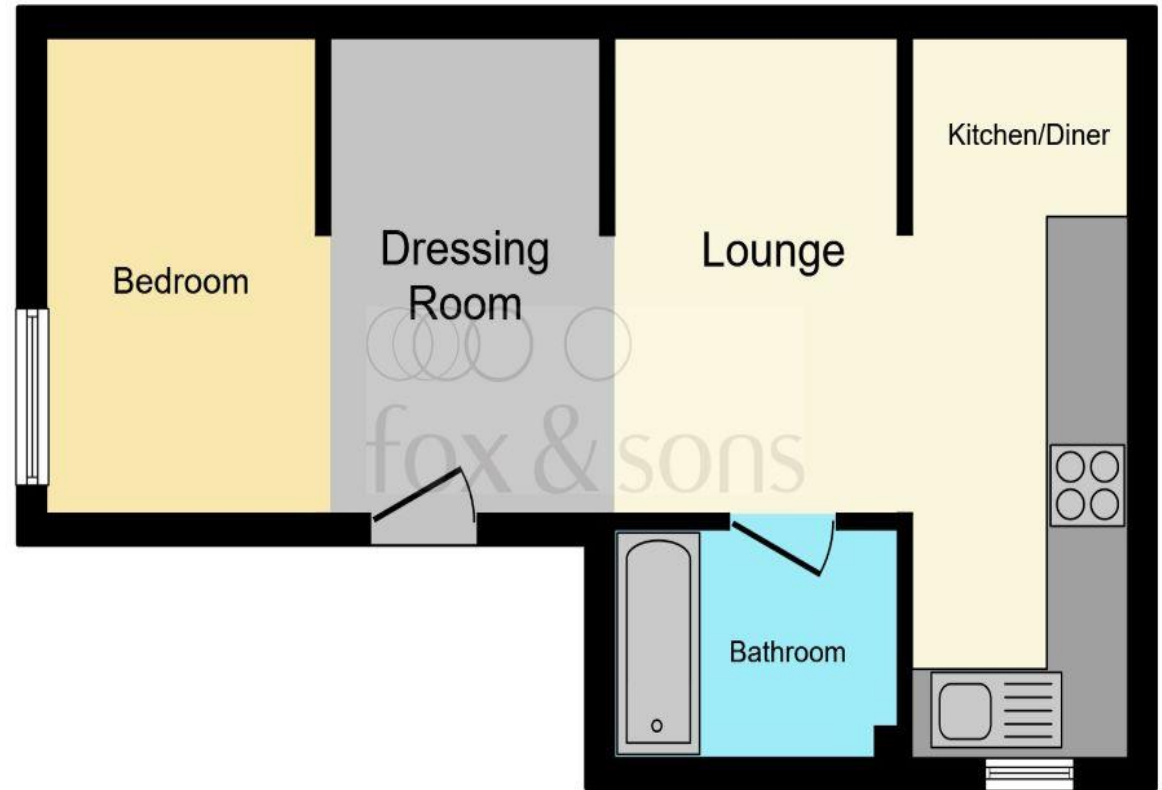 Kitchen/Diner
Dressing
Room
Lounge
Bedroom
fox & sons
Bathroom